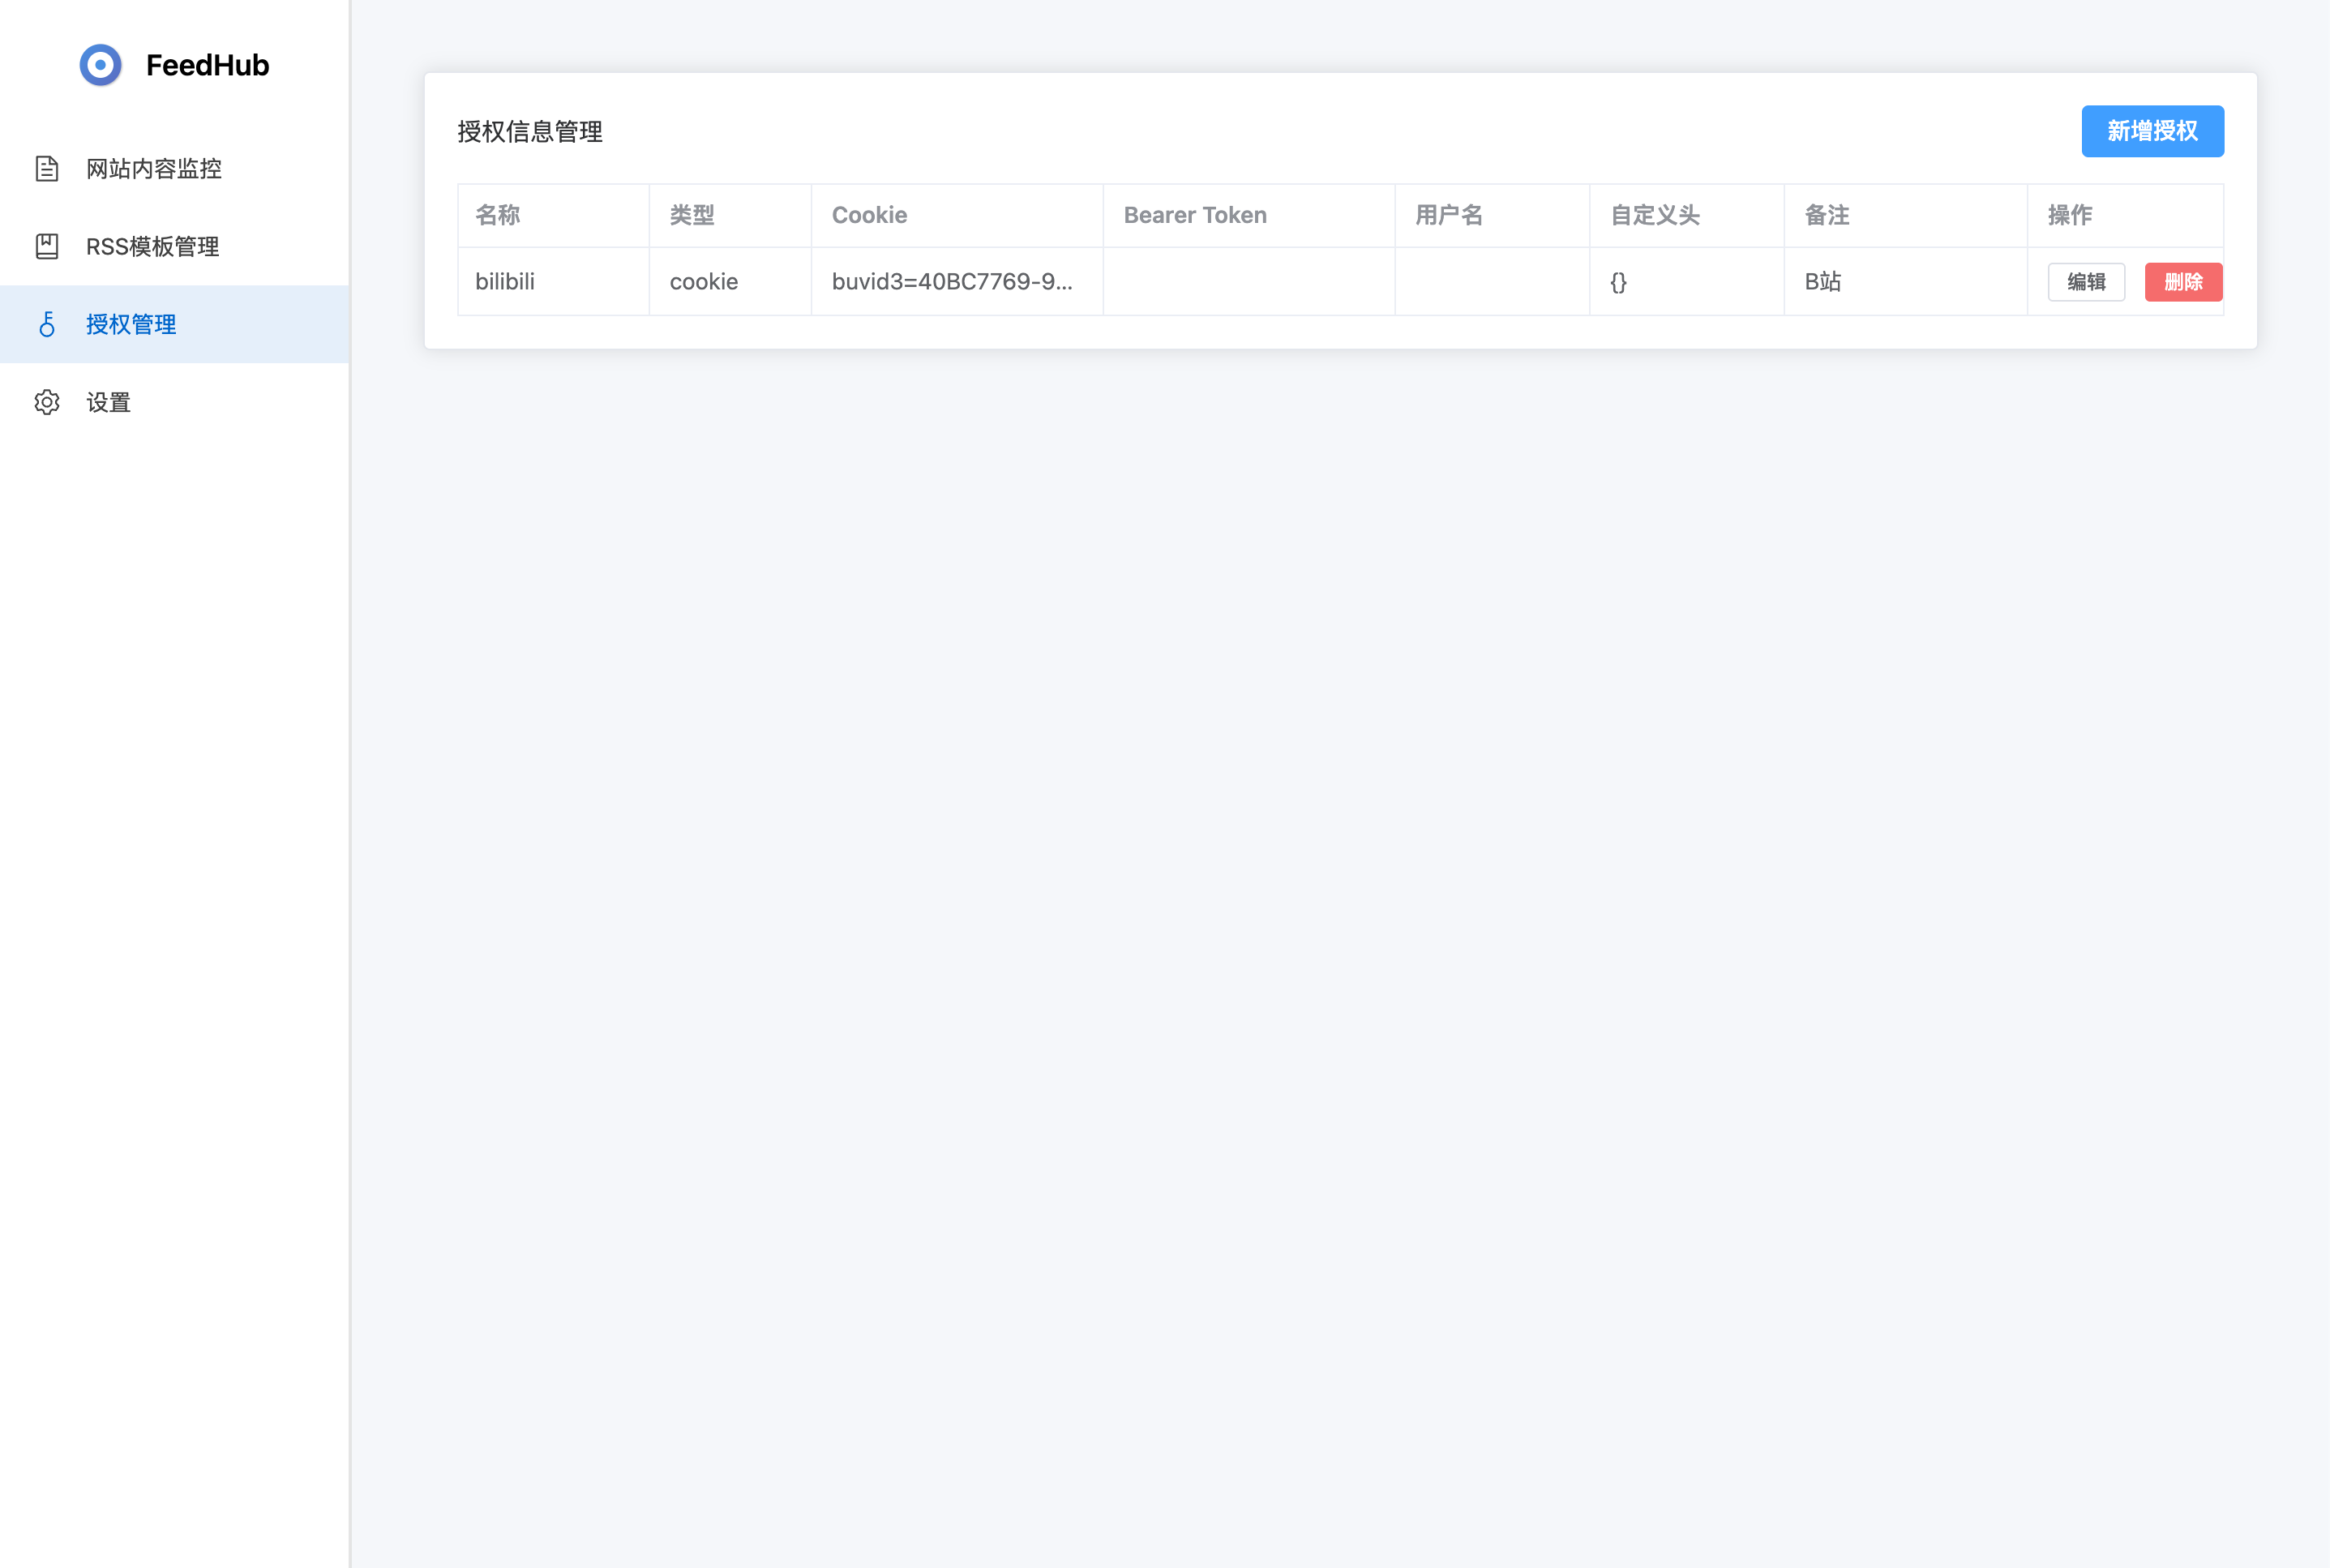 FeedHub
网站内容监控
RSS模板管理
授权管理
设置
授权信息管理
新增授权
名称 类型 Cookie Bearer Token 用户名 自定义头 备注 操作
bilibili cookie buvid3=40BC7769-9... {} B站 编辑 删除